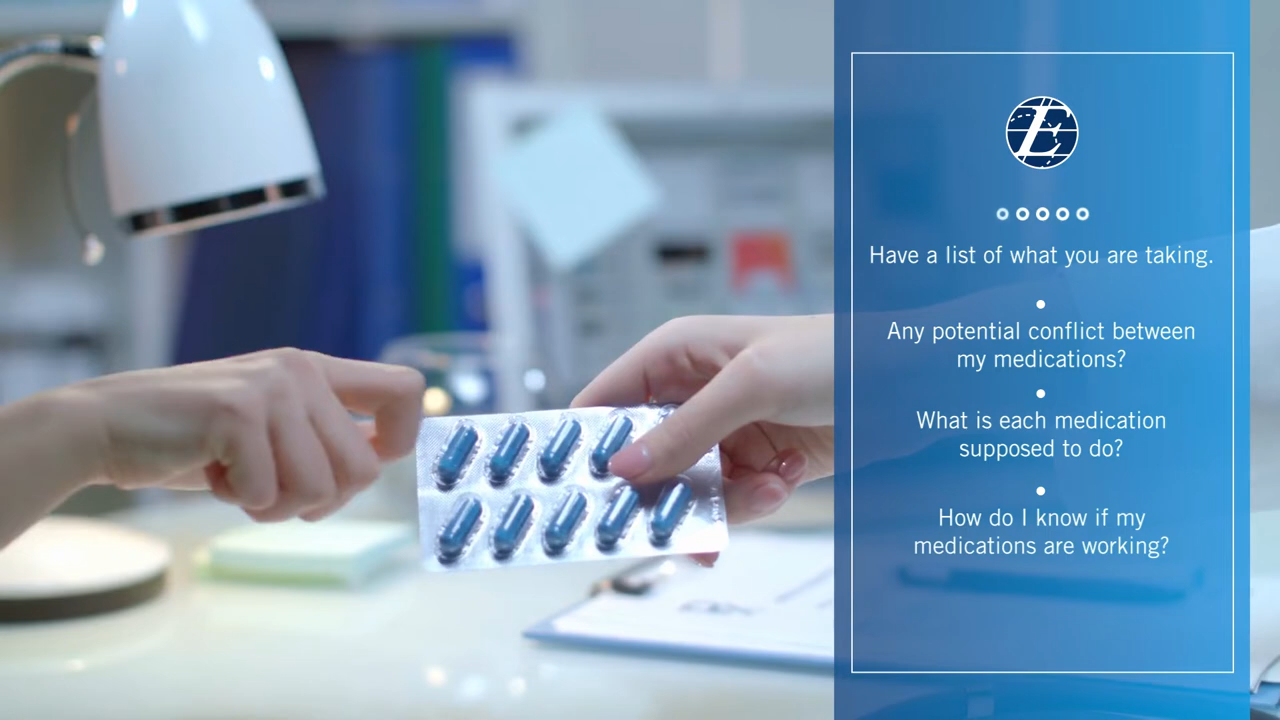 E
Have a list of what you are taking.
Any potential conflict between
my medications?
What is each medication
supposed to do?
How do I know if my
medications are working?